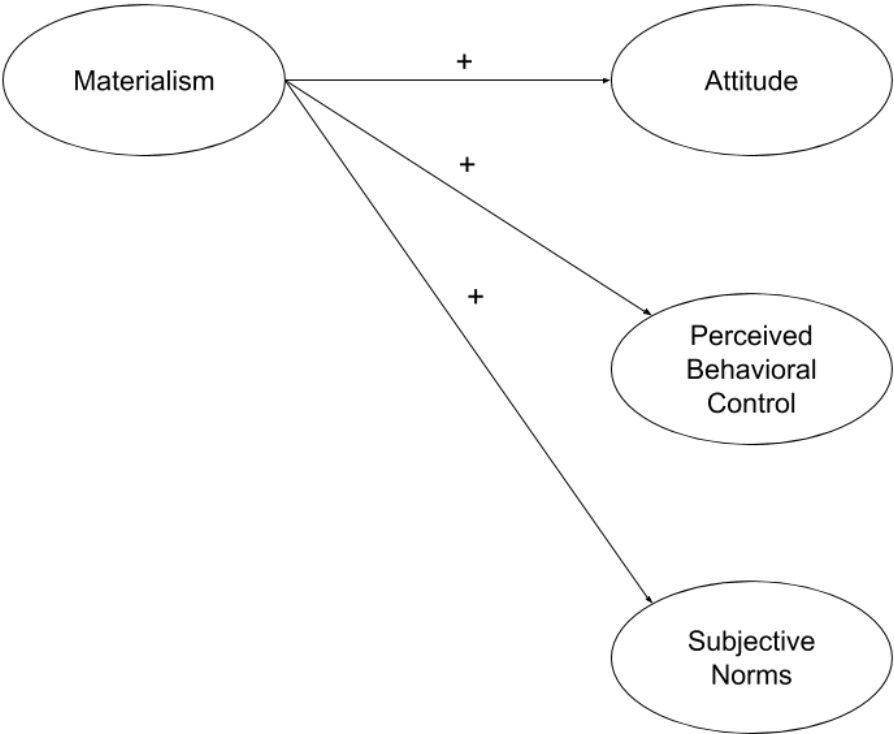 Materialism
+
Attitude
+
+
Perceived
Behavioral
Control
Subjective
Norms